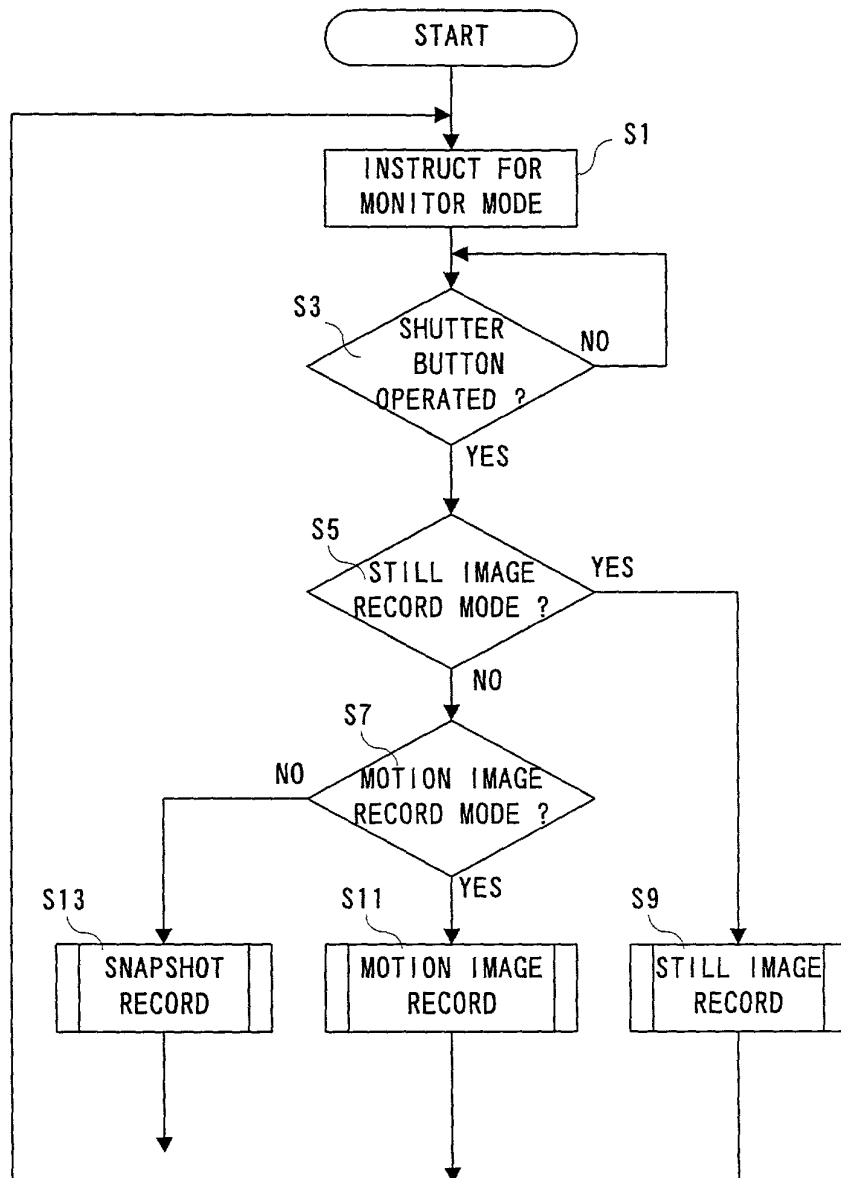 START
S1
INSTRUCT FOR
MONITOR MODE
S3
SHUTTER
BUTTON
OPERATED ?
NO
YES
S5
STILL IMAGE
RECORD MODE ?
YES
NO
S7
MOTION IMAGE
RECORD MODE ?
NO
YES
S13
SNAPSHOT
RECORD
S11
MOTION IMAGE
RECORD
S9
STILL IMAGE
RECORD